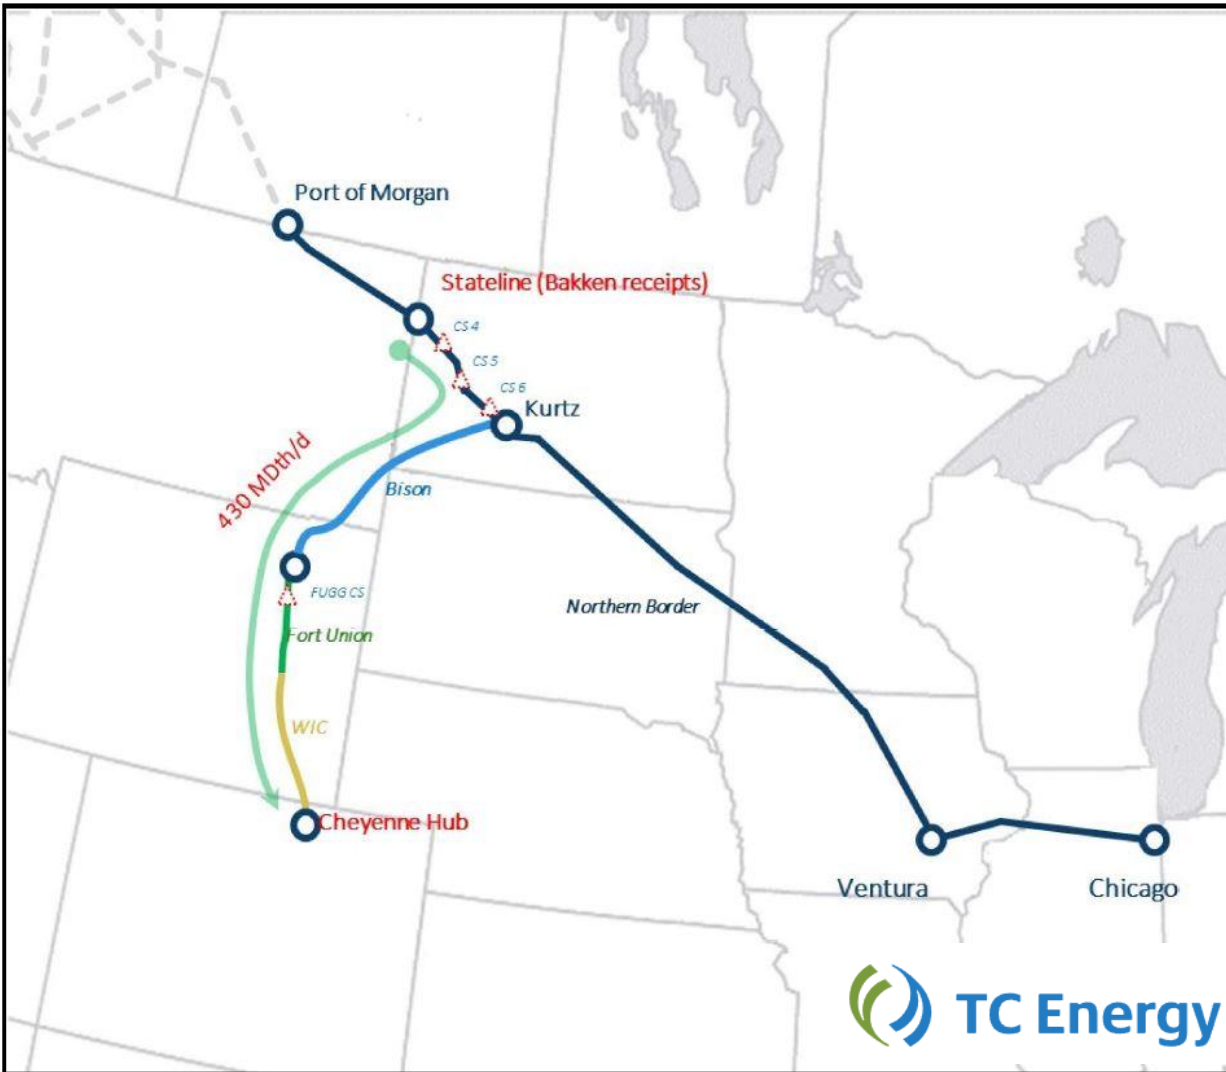 Port of Morgan
Stateline (Bakken receipts)
CS 4
CS 5
CS 6
Kurtz
430 MDth/d
Bison
FUGG CS
Northern Border
Fort Union
WIC
Cheyenne Hub
Ventura
Chicago
TC Energy